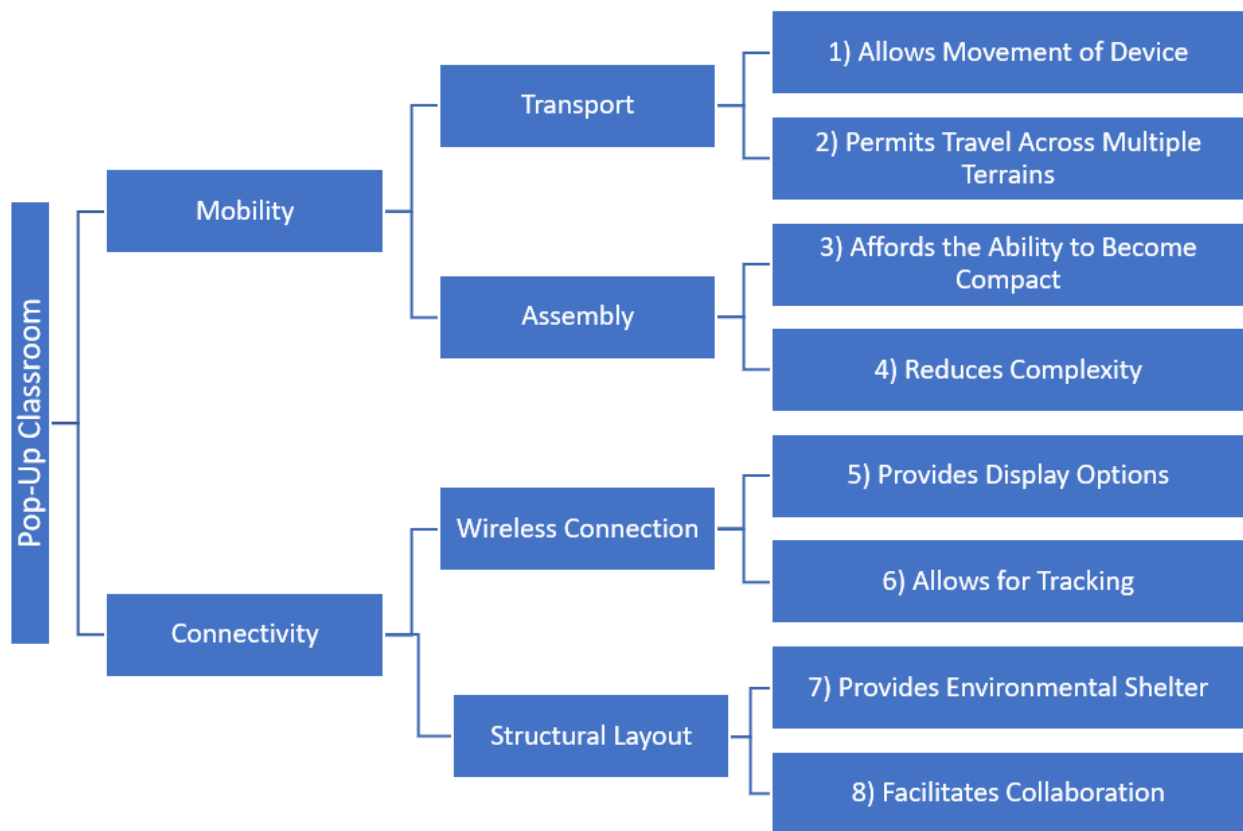 Pop-Up Classroom
Mobility
Connectivity
Transport
Assembly
Wireless Connection
Structural Layout
1) Allows Movement of Device
2) Permits Travel Across Multiple
Terrains
3) Affords the Ability to Become
Compact
4) Reduces Complexity
5) Provides Display Options
6) Allows for Tracking
7) Provides Environmental Shelter
8) Facilitates Collaboration